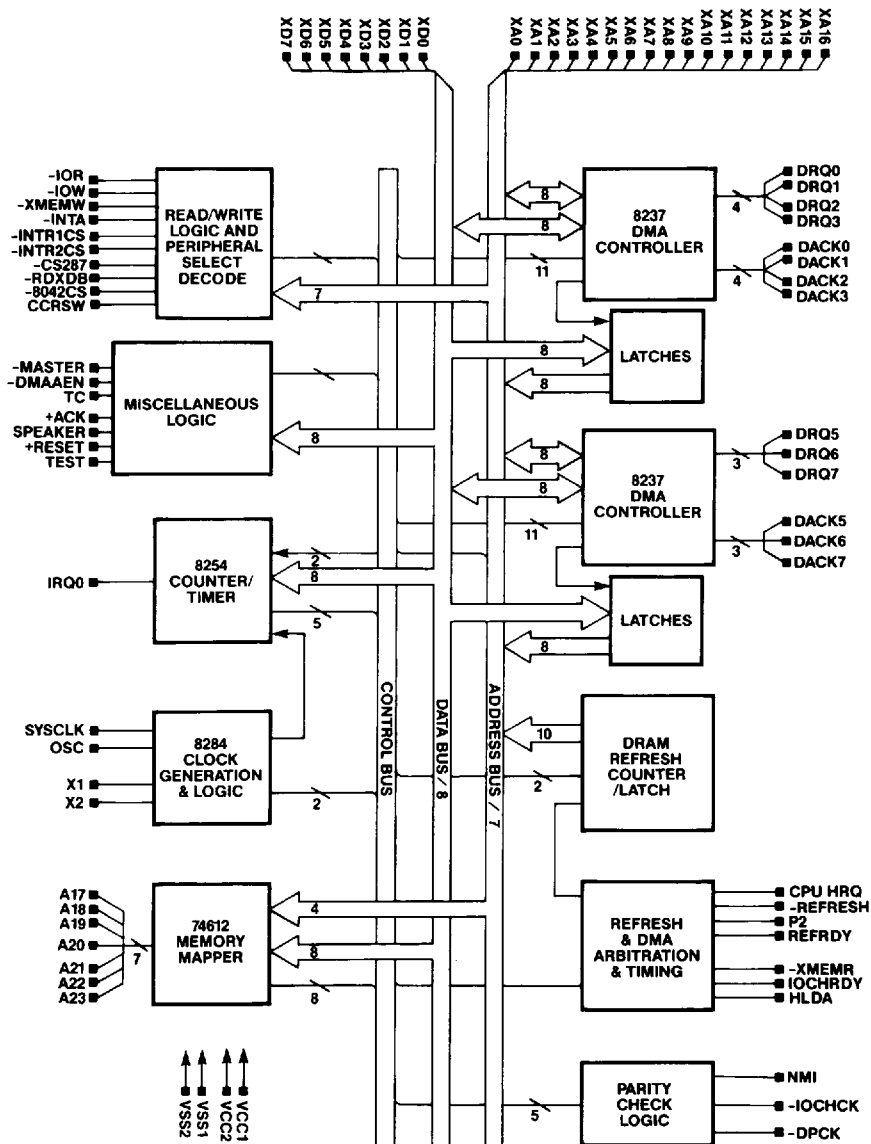 XD7
XD6
XD5
XD4
XD3
XD2
XD1
XD0
XA0
XA1
XA2
XA3
XA4
XA5
XA6
XA7
XA8
XA9
XA10
XA11
XA12
XA13
XA14
XA15
XA16
-IOR
-IOW
-XMEMW
-INTA
-INTR1CS
-INTR2CS
-CS287
-RDXDB
-8042CS
CCRSW
READ/WRITE
LOGIC AND
PERIPHERAL
SELECT
DECODE
7
8
8
11
8237
DMA
CONTROLLER
4
DRQ0
DRQ1
DRQ2
DRQ3
4
DACK0
DACK1
DACK2
DACK3
8
8
LATCHES
-MASTER
-DMAAEN
TC
+ACK
SPEAKER
+RESET
TEST
MISCELLANEOUS
LOGIC
8
8
8
11
8237
DMA
CONTROLLER
3
DRQ5
DRQ6
DRQ7
3
DACK5
DACK6
DACK7
IRQ0
8254
COUNTER/
TIMER
2
8
5
8
LATCHES
CONTROL BUS
DATA BUS / 8
ADDRESS BUS / 7
SYSCLK
OSC
X1
X2
8284
CLOCK
GENERATION
& LOGIC
2
10
2
DRAM
REFRESH
COUNTER
/LATCH
A17
A18
A19
A20
A21
A22
A23
7
74612
MEMORY
MAPPER
4
8
8
REFRESH
& DMA
ARBITRATION
& TIMING
CPU HRQ
-REFRESH
P2
REFRDY
-XMEMR
IOCHRDY
HLDA
VSS2
VSS1
VCC2
VCC1
5
PARITY
CHECK
LOGIC
NMI
-IOCHCK
-DPCK